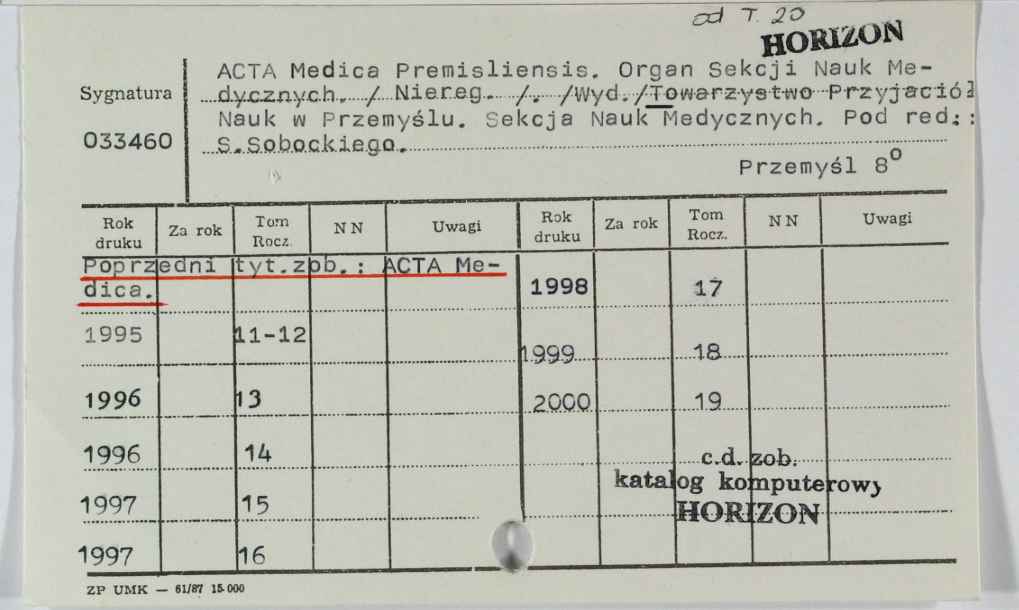 od T. 20
HORIZON
ACTA Medica Premisliensis. Organ Sekcji Nauk Me-
Sygnatura
dycznych. / Niereg. /. /Wyd./Towarzystwo Przyjaciół
Nauk w Przemyślu. Sekcja Nauk Medycznych. Pod red.:
033460
S.Sobockiego.
Przemyśl 8⁰
Rok druku Za rok Tom Rocz. N N Uwagi Rok druku Za rok Tom Rocz. N N Uwagi
Poprzedni tyt.zob.: ACTA Me-
dica.
1998 17
1995 11-12
1999 18
1996 13
2000 19
1996 14
c.d. zob.
katalog komputerowy
HORIZON
1997 15
1997 16
ZP UMK — 61/87 15.000